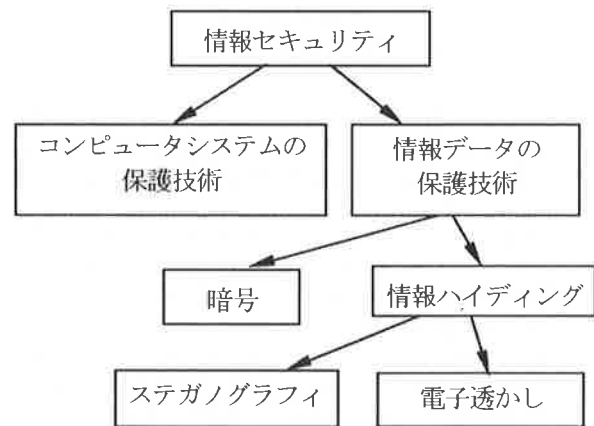 情報セキュリティ
コンピュータシステムの
保護技術
情報データの
保護技術
暗号
情報ハイディング
ステガノグラフィ
電子透かし